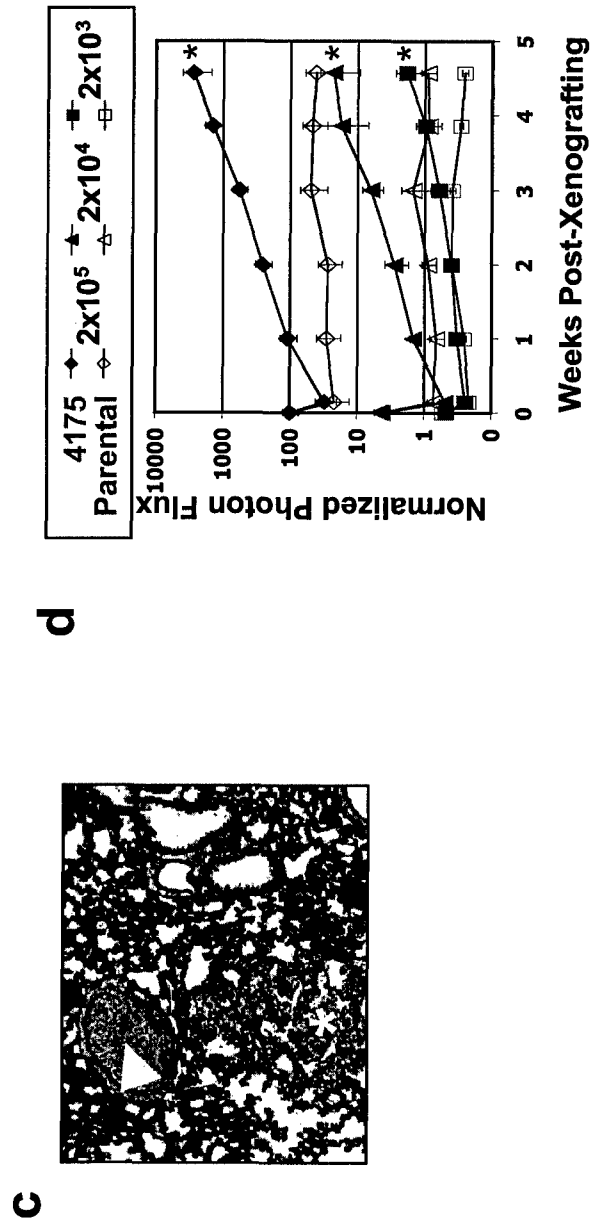 c
*
d
4175 2x10⁵ 2x10⁴ 2x10³
Parental
Normalized Photon Flux
10000
1000
100
10
1
0
*
*
*
0 1 2 3 4 5
Weeks Post-Xenografting